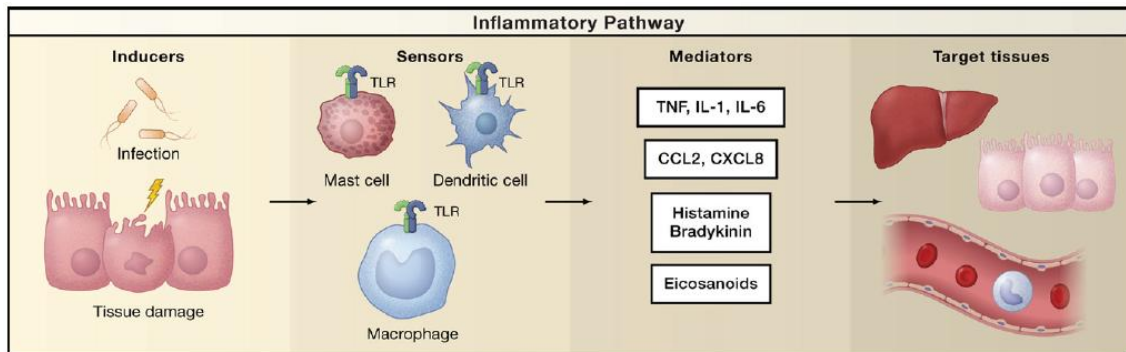 Inflammatory Pathway
Inducers
Infection
Tissue damage
Sensors
TLR
TLR
Mast cell
Dendritic cell
TLR
Macrophage
Mediators
TNF, IL-1, IL-6
CCL2, CXCL8
Histamine
Bradykinin
Eicosanoids
Target tissues